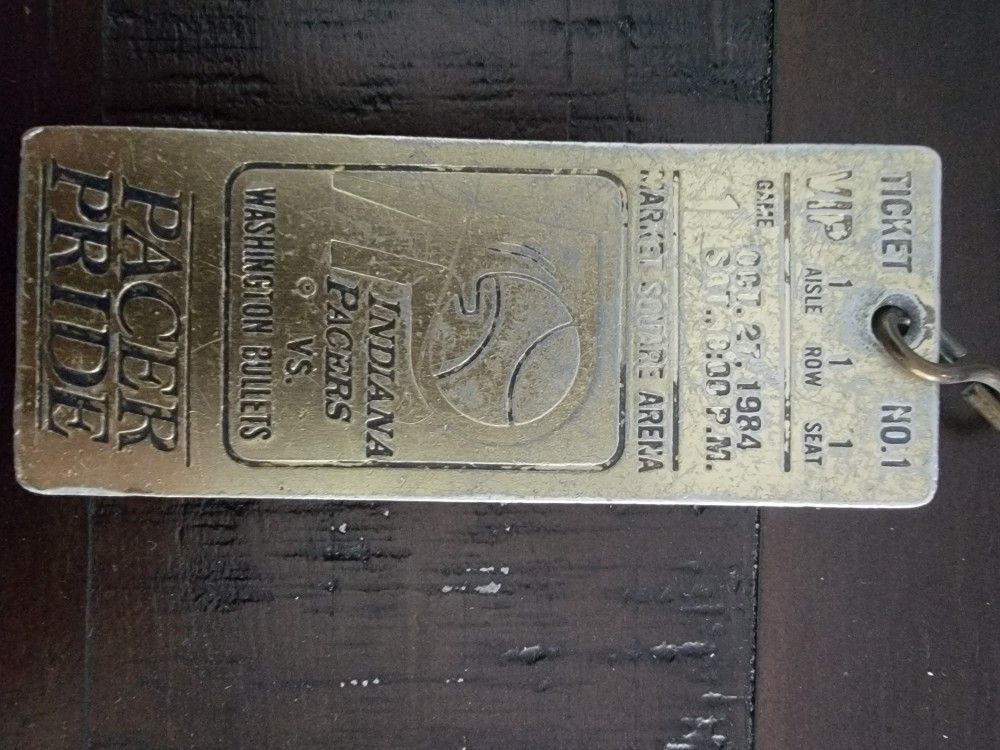 TICKET NO.1
VIP 1 1 1
AISLE ROW SEAT
GAME 1 OCT. 27, 1984
SAT., 8:00 P.M.
MARKET SQUARE ARENA
INDIANA
PACERS
VS.
WASHINGTON BULLETS
PACER
PRIDE